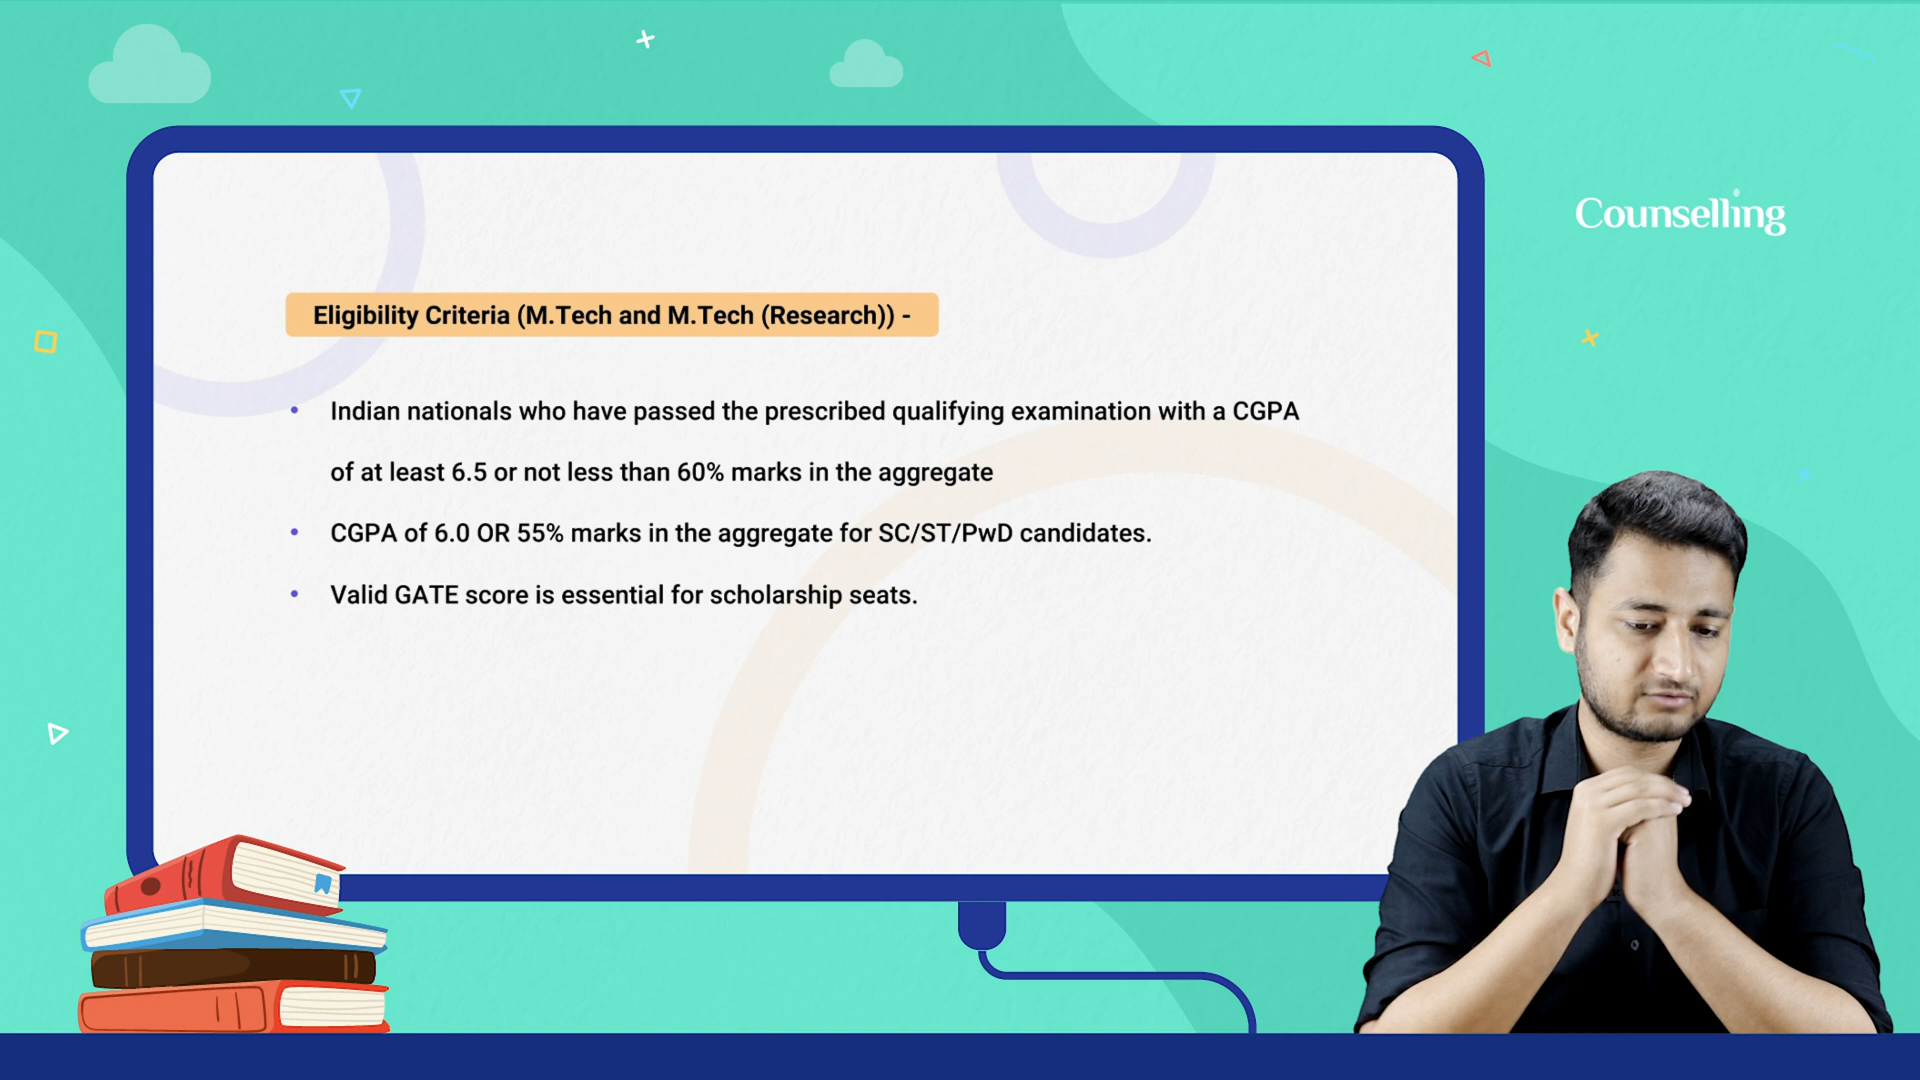 Counselling
Eligibility Criteria (M.Tech and M.Tech (Research)) -
• Indian nationals who have passed the prescribed qualifying examination with a CGPA
of at least 6.5 or not less than 60% marks in the aggregate
• CGPA of 6.0 OR 55% marks in the aggregate for SC/ST/PwD candidates.
• Valid GATE score is essential for scholarship seats.